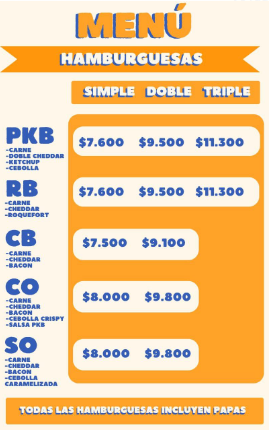 MENÚ
HAMBURGUESAS
SIMPLE DOBLE TRIPLE
PKB
-CARNE
-DOBLE CHEDDAR
-KETCHUP
-CEBOLLA
$7.600 $9.500 $11.300
RB
-CARNE
-CHEDDAR
-ROQUEFORT
$7.600 $9.500 $11.300
CB
-CARNE
-CHEDDAR
-BACON
$7.500 $9.100
CO
-CARNE
-CHEDDAR
-BACON
-CEBOLLA CRISPY
-SALSA PKB
$8.000 $9.800
SO
-CARNE
-CHEDDAR
-BACON
-CEBOLLA
CARAMELIZADA
$8.000 $9.800
TODAS LAS HAMBURGUESAS INCLUYEN PAPAS